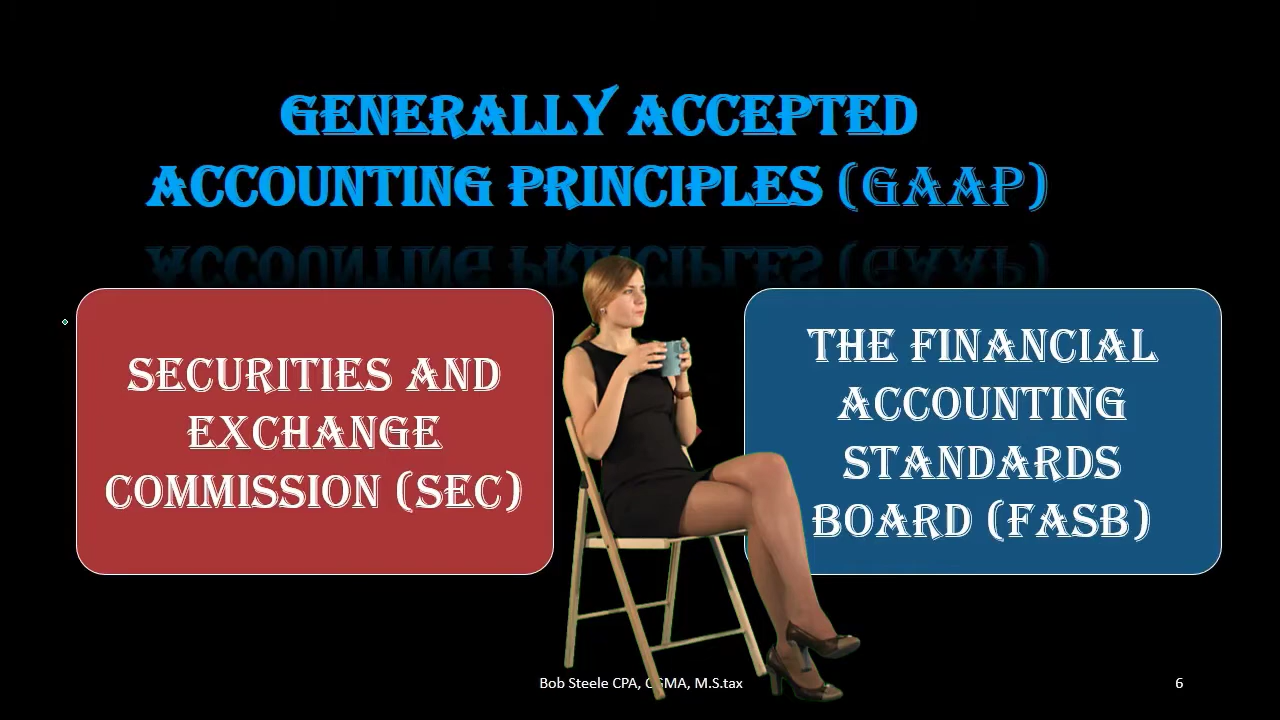 GENERALLY ACCEPTED
ACCOUNTING PRINCIPLES (GAAP)
SECURITIES AND
EXCHANGE
COMMISSION (SEC)
THE FINANCIAL
ACCOUNTING
STANDARDS
BOARD (FASB)
Bob Steele CPA, CGMA, M.S.tax
6